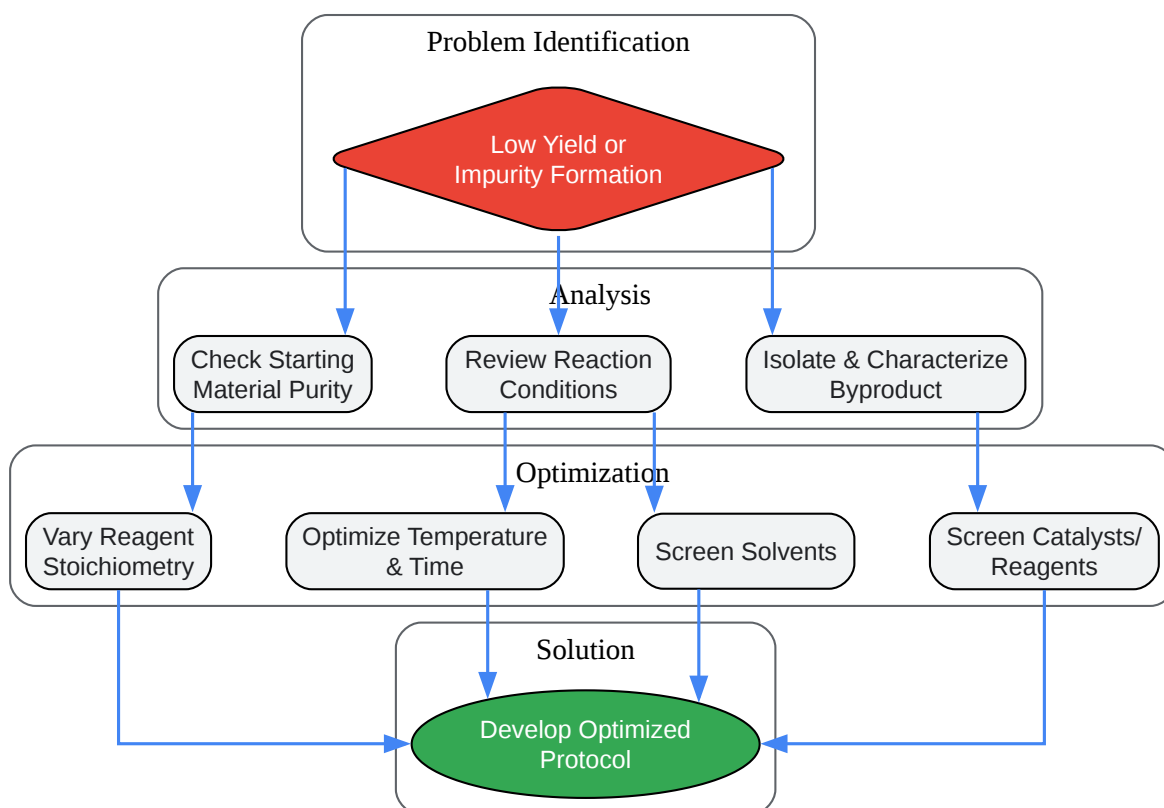 Problem Identification
Low Yield or
Impurity Formation
Analysis
Check Starting
Material Purity
Review Reaction
Conditions
Isolate & Characterize
Byproduct
Optimization
Vary Reagent
Stoichiometry
Optimize Temperature
& Time
Screen Solvents
Screen Catalysts/
Reagents
Solution
Develop Optimized
Protocol